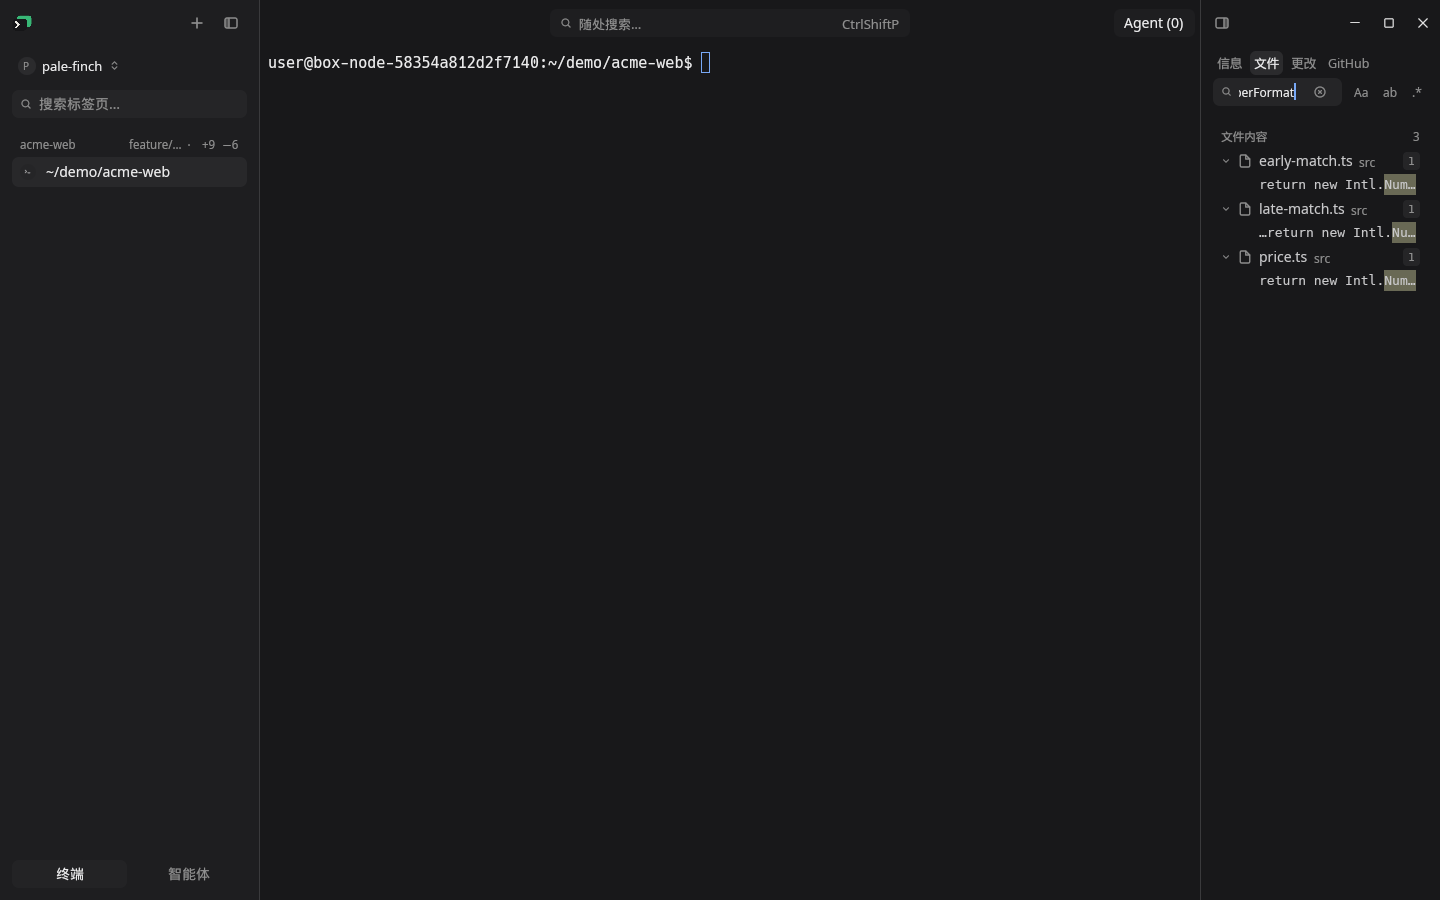 随处搜索...
CtrlShiftP
Agent (0)
P
pale-finch
搜索标签页...
acme-web
feature/... · +9 −6
~/demo/acme-web
终端
智能体
user@box-node-58354a812d2f7140:~/demo/acme-web$
信息
文件
更改
GitHub
berFormat
Aa
ab
.*
文件内容
3
early-match.ts src
1
return new Intl.Num…
late-match.ts src
1
…return new Intl.Nu…
price.ts src
1
return new Intl.Num…